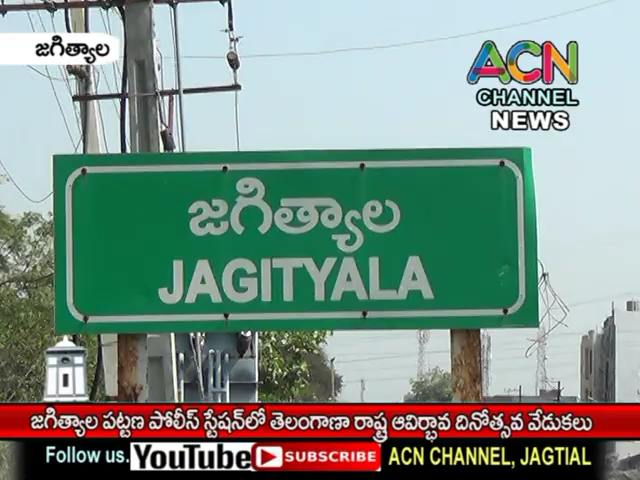 జగిత్యాల
ACN
CHANNEL
NEWS
జగిత్యాల
JAGITYALA
జగిత్యాల పట్టణ పోలీస్ స్టేషన్‌లో తెలంగాణా రాష్ట్ర ఆవిర్భావ దినోత్సవ వేడుకలు
Follow us. YouTube SUBSCRIBE ACN CHANNEL, JAGTIAL